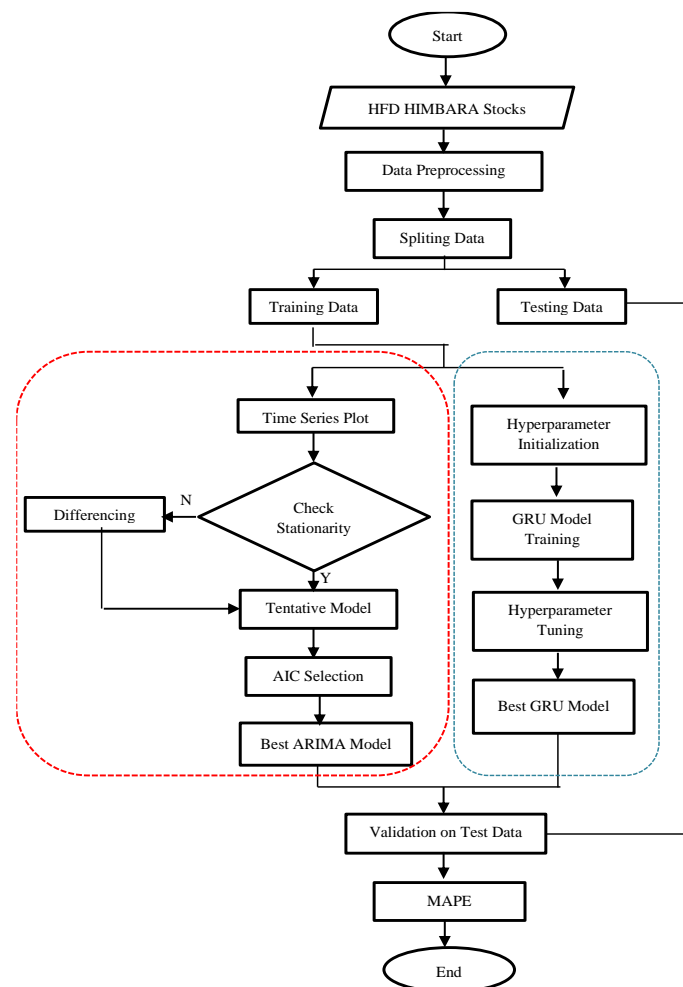 Start
HFD HIMBARA Stocks
Data Preprocessing
Spliting Data
Training Data
Testing Data
Time Series Plot
Check
Stationarity
N
Differencing
Y
Tentative Model
AIC Selection
Best ARIMA Model
Hyperparameter
Initialization
GRU Model
Training
Hyperparameter
Tuning
Best GRU Model
Validation on Test Data
MAPE
End